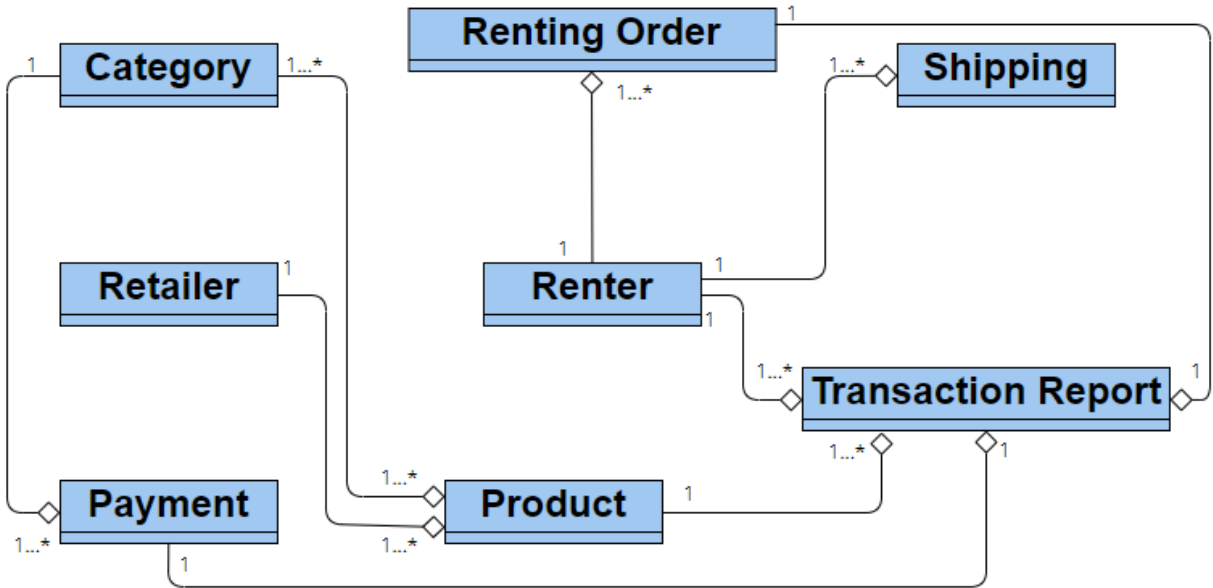 1
Renting Order
1
Category
1...*
1...*
Shipping
1...*
1
1
Retailer
1
Renter
1
1...*
Transaction Report
1
1...*
1
1...*
Payment
1...*
Product
1
1...*
1...*
1